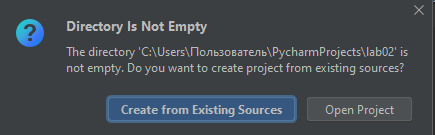 Directory Is Not Empty
The directory 'C:\Users\Пользователь\PycharmProjects\lab02' is
not empty. Do you want to create project from existing sources?
Create from Existing Sources
Open Project